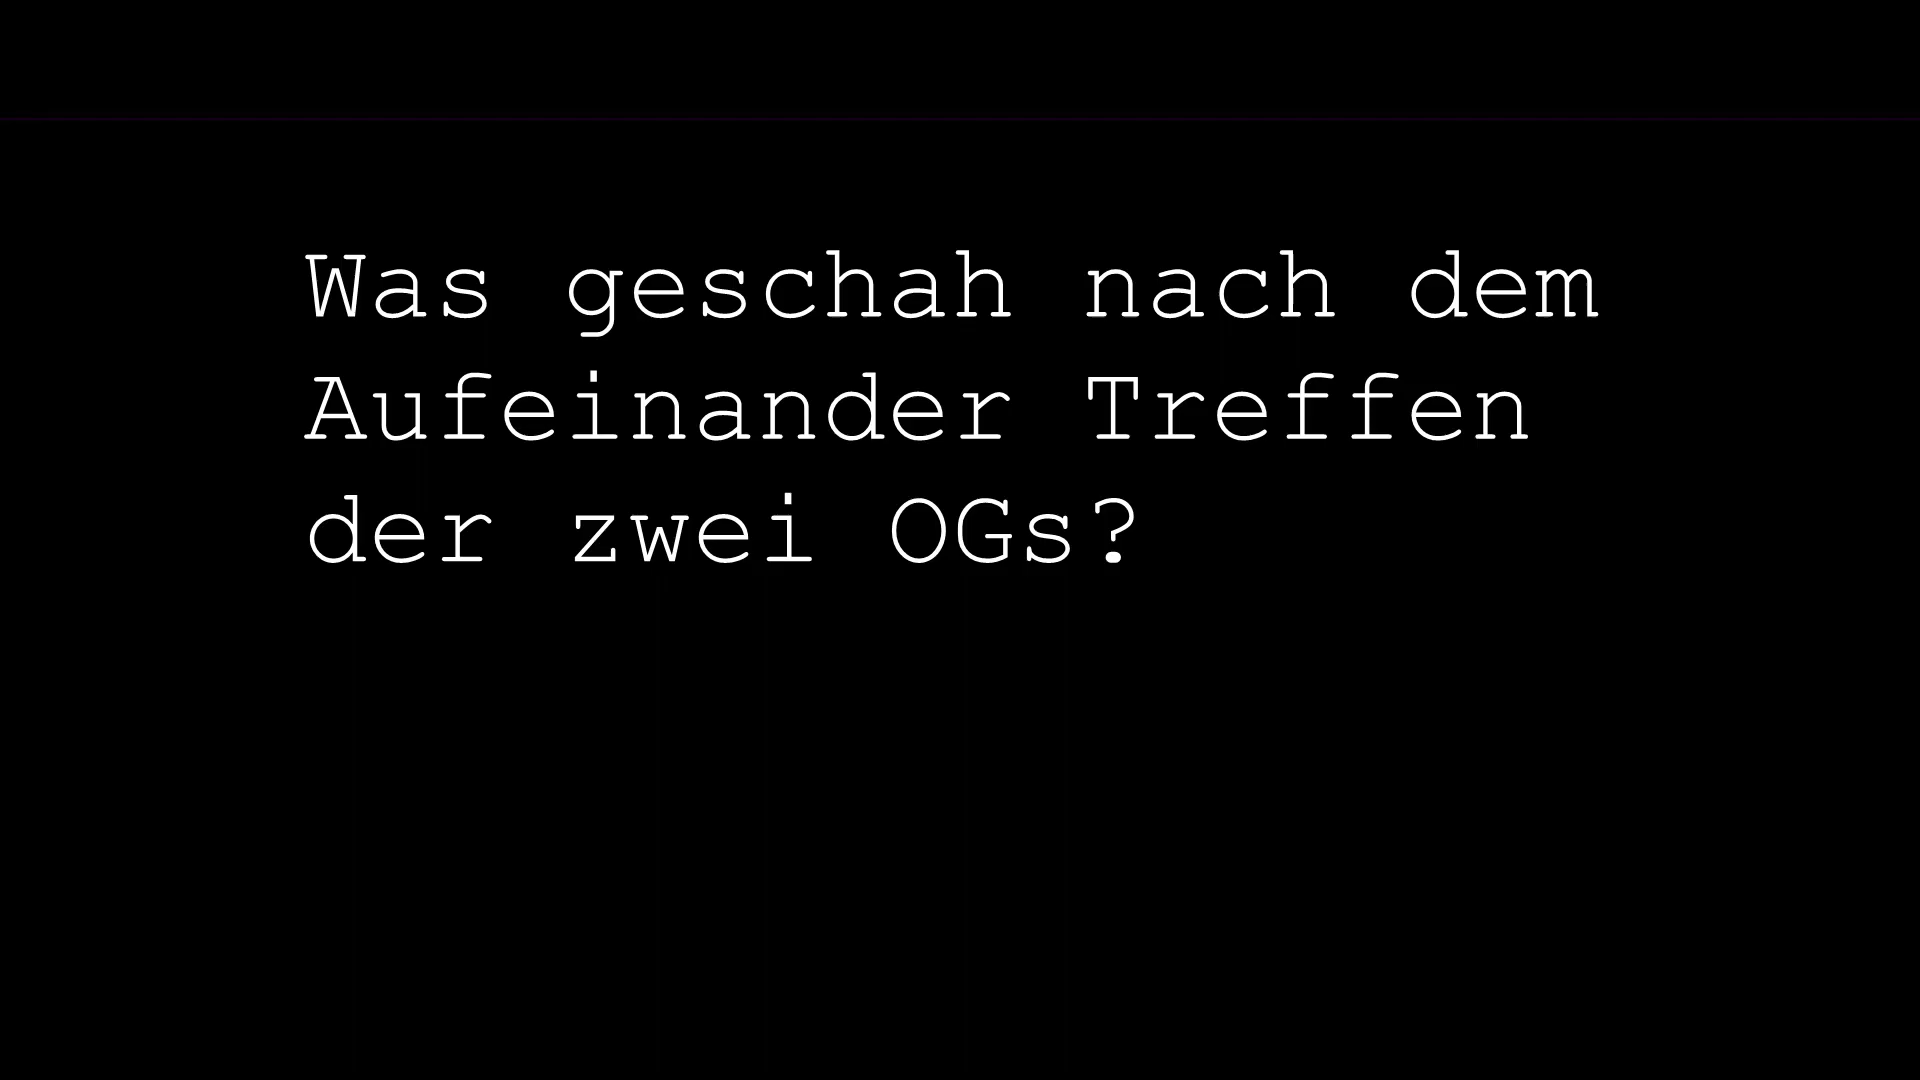 Was geschah nach dem
Aufeinander Treffen
der zwei OGs?